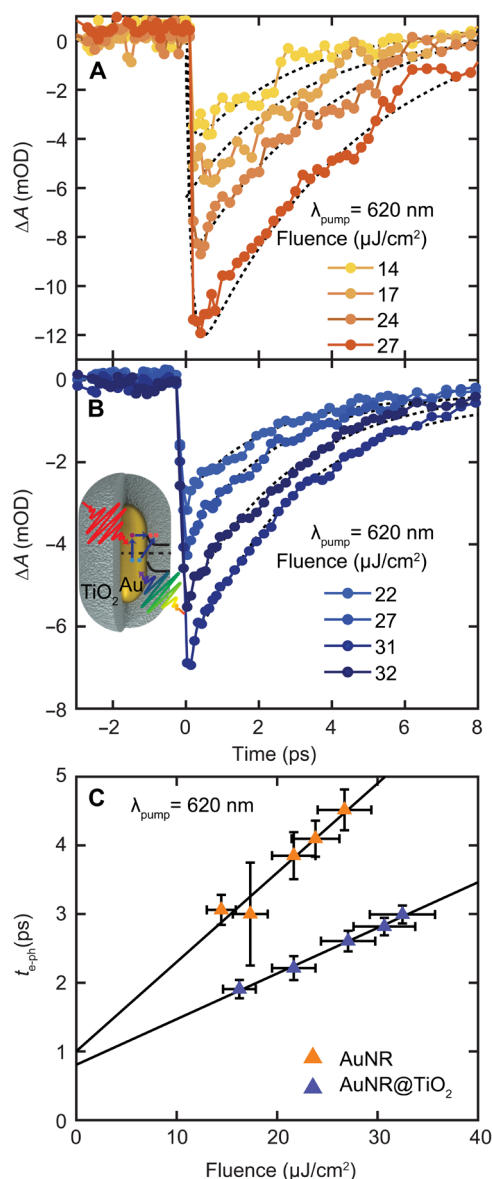 0
−2
−4
−6
−8
−10
−12
ΔA (mOD)
A
λpump = 620 nm
Fluence (μJ/cm²)
14
17
24
27
0
−2
−4
−6
−8
ΔA (mOD)
B
TiO₂
Au
λpump = 620 nm
Fluence (μJ/cm²)
22
27
31
32
−2 0 2 4 6 8
Time (ps)
5
4
3
2
1
0
te-ph(ps)
C
λpump = 620 nm
AuNR
AuNR@TiO₂
0 10 20 30 40
Fluence (μJ/cm²)